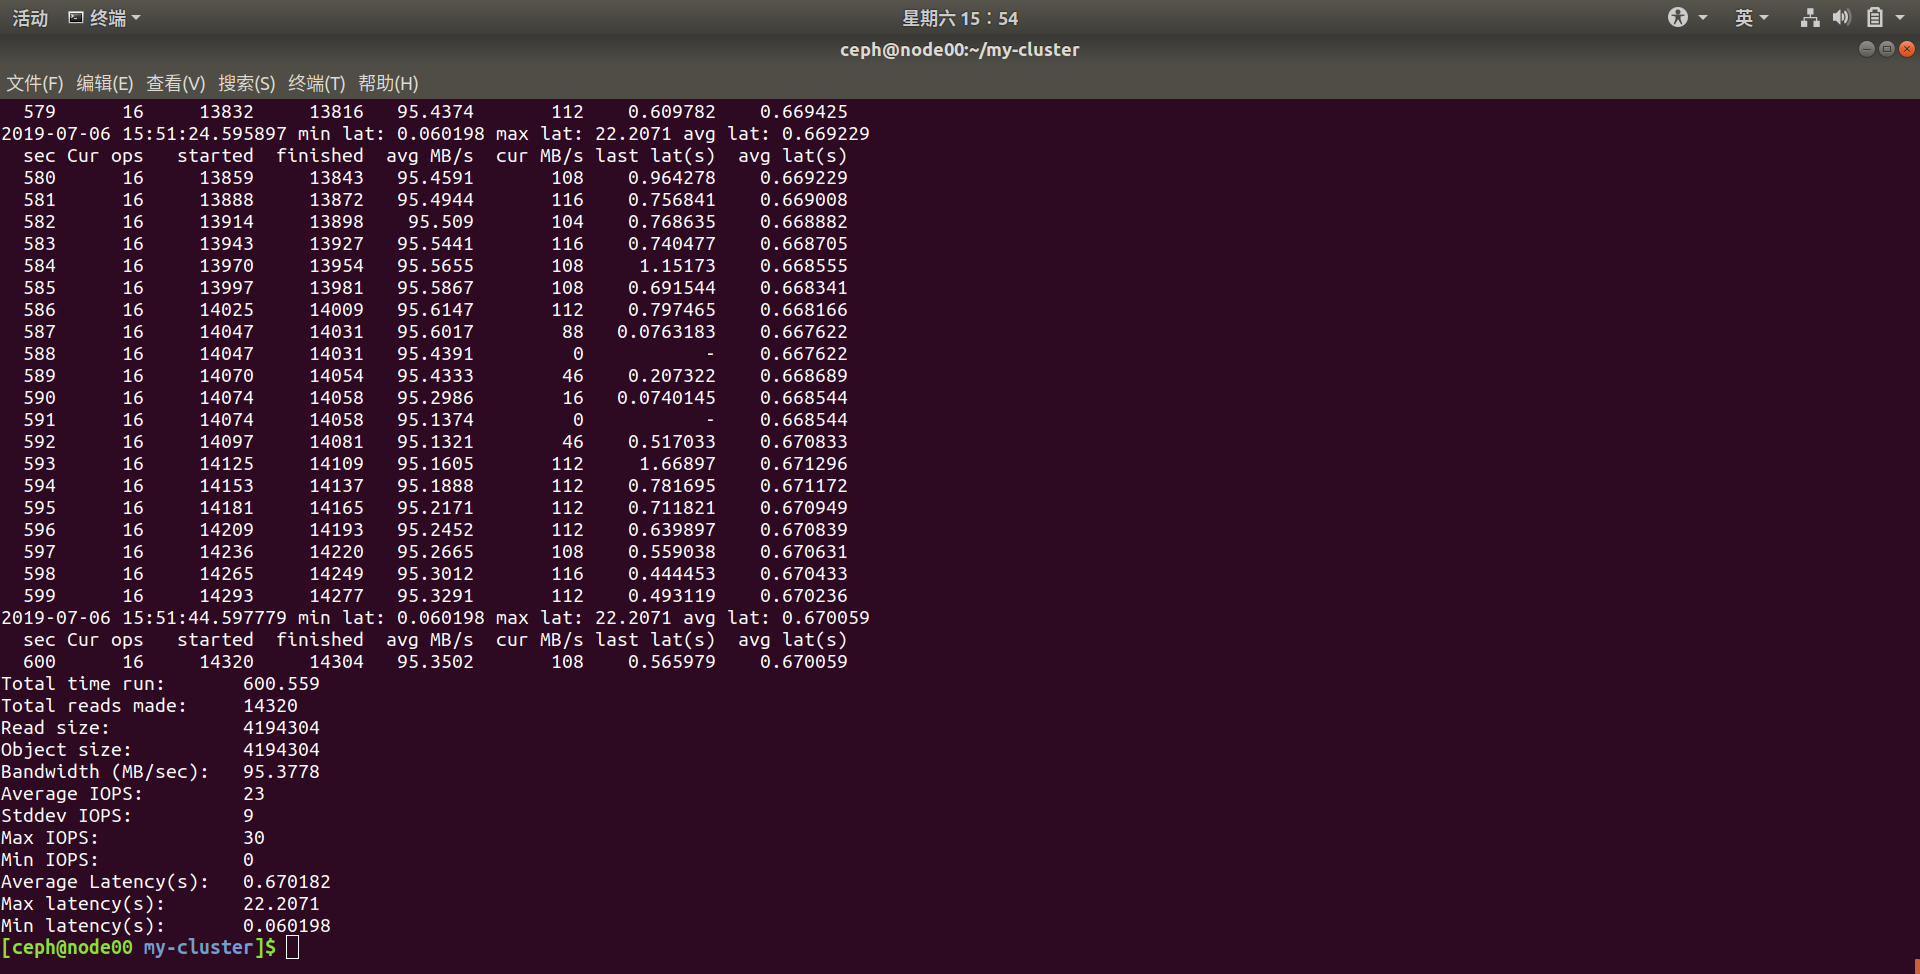 活动 终端 星期六 15：54 英
ceph@node00:~/my-cluster
文件(F) 编辑(E) 查看(V) 搜索(S) 终端(T) 帮助(H)
579 16 13832 13816 95.4374 112 0.609782 0.669425
2019-07-06 15:51:24.595897 min lat: 0.060198 max lat: 22.2071 avg lat: 0.669229
sec Cur ops started finished avg MB/s cur MB/s last lat(s) avg lat(s)
580 16 13859 13843 95.4591 108 0.964278 0.669229
581 16 13888 13872 95.4944 116 0.756841 0.669008
582 16 13914 13898 95.509 104 0.768635 0.668882
583 16 13943 13927 95.5441 116 0.740477 0.668705
584 16 13970 13954 95.5655 108 1.15173 0.668555
585 16 13997 13981 95.5867 108 0.691544 0.668341
586 16 14025 14009 95.6147 112 0.797465 0.668166
587 16 14047 14031 95.6017 88 0.0763183 0.667622
588 16 14047 14031 95.4391 0 - 0.667622
589 16 14070 14054 95.4333 46 0.207322 0.668689
590 16 14074 14058 95.2986 16 0.0740145 0.668544
591 16 14074 14058 95.1374 0 - 0.668544
592 16 14097 14081 95.1321 46 0.517033 0.670833
593 16 14125 14109 95.1605 112 1.66897 0.671296
594 16 14153 14137 95.1888 112 0.781695 0.671172
595 16 14181 14165 95.2171 112 0.711821 0.670949
596 16 14209 14193 95.2452 112 0.639897 0.670839
597 16 14236 14220 95.2665 108 0.559038 0.670631
598 16 14265 14249 95.3012 116 0.444453 0.670433
599 16 14293 14277 95.3291 112 0.493119 0.670236
2019-07-06 15:51:44.597779 min lat: 0.060198 max lat: 22.2071 avg lat: 0.670059
sec Cur ops started finished avg MB/s cur MB/s last lat(s) avg lat(s)
600 16 14320 14304 95.3502 108 0.565979 0.670059
Total time run: 600.559
Total reads made: 14320
Read size: 4194304
Object size: 4194304
Bandwidth (MB/sec): 95.3778
Average IOPS: 23
Stddev IOPS: 9
Max IOPS: 30
Min IOPS: 0
Average Latency(s): 0.670182
Max latency(s): 22.2071
Min latency(s): 0.060198
[ceph@node00 my-cluster]$